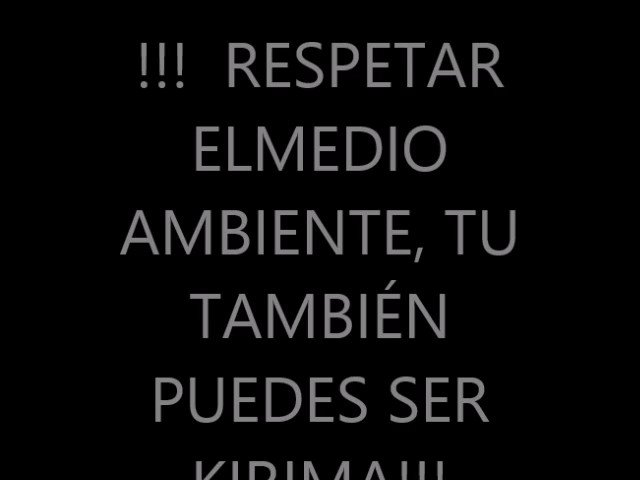 !!! RESPETAR
ELMEDIO
AMBIENTE, TU
TAMBIÉN
PUEDES SER